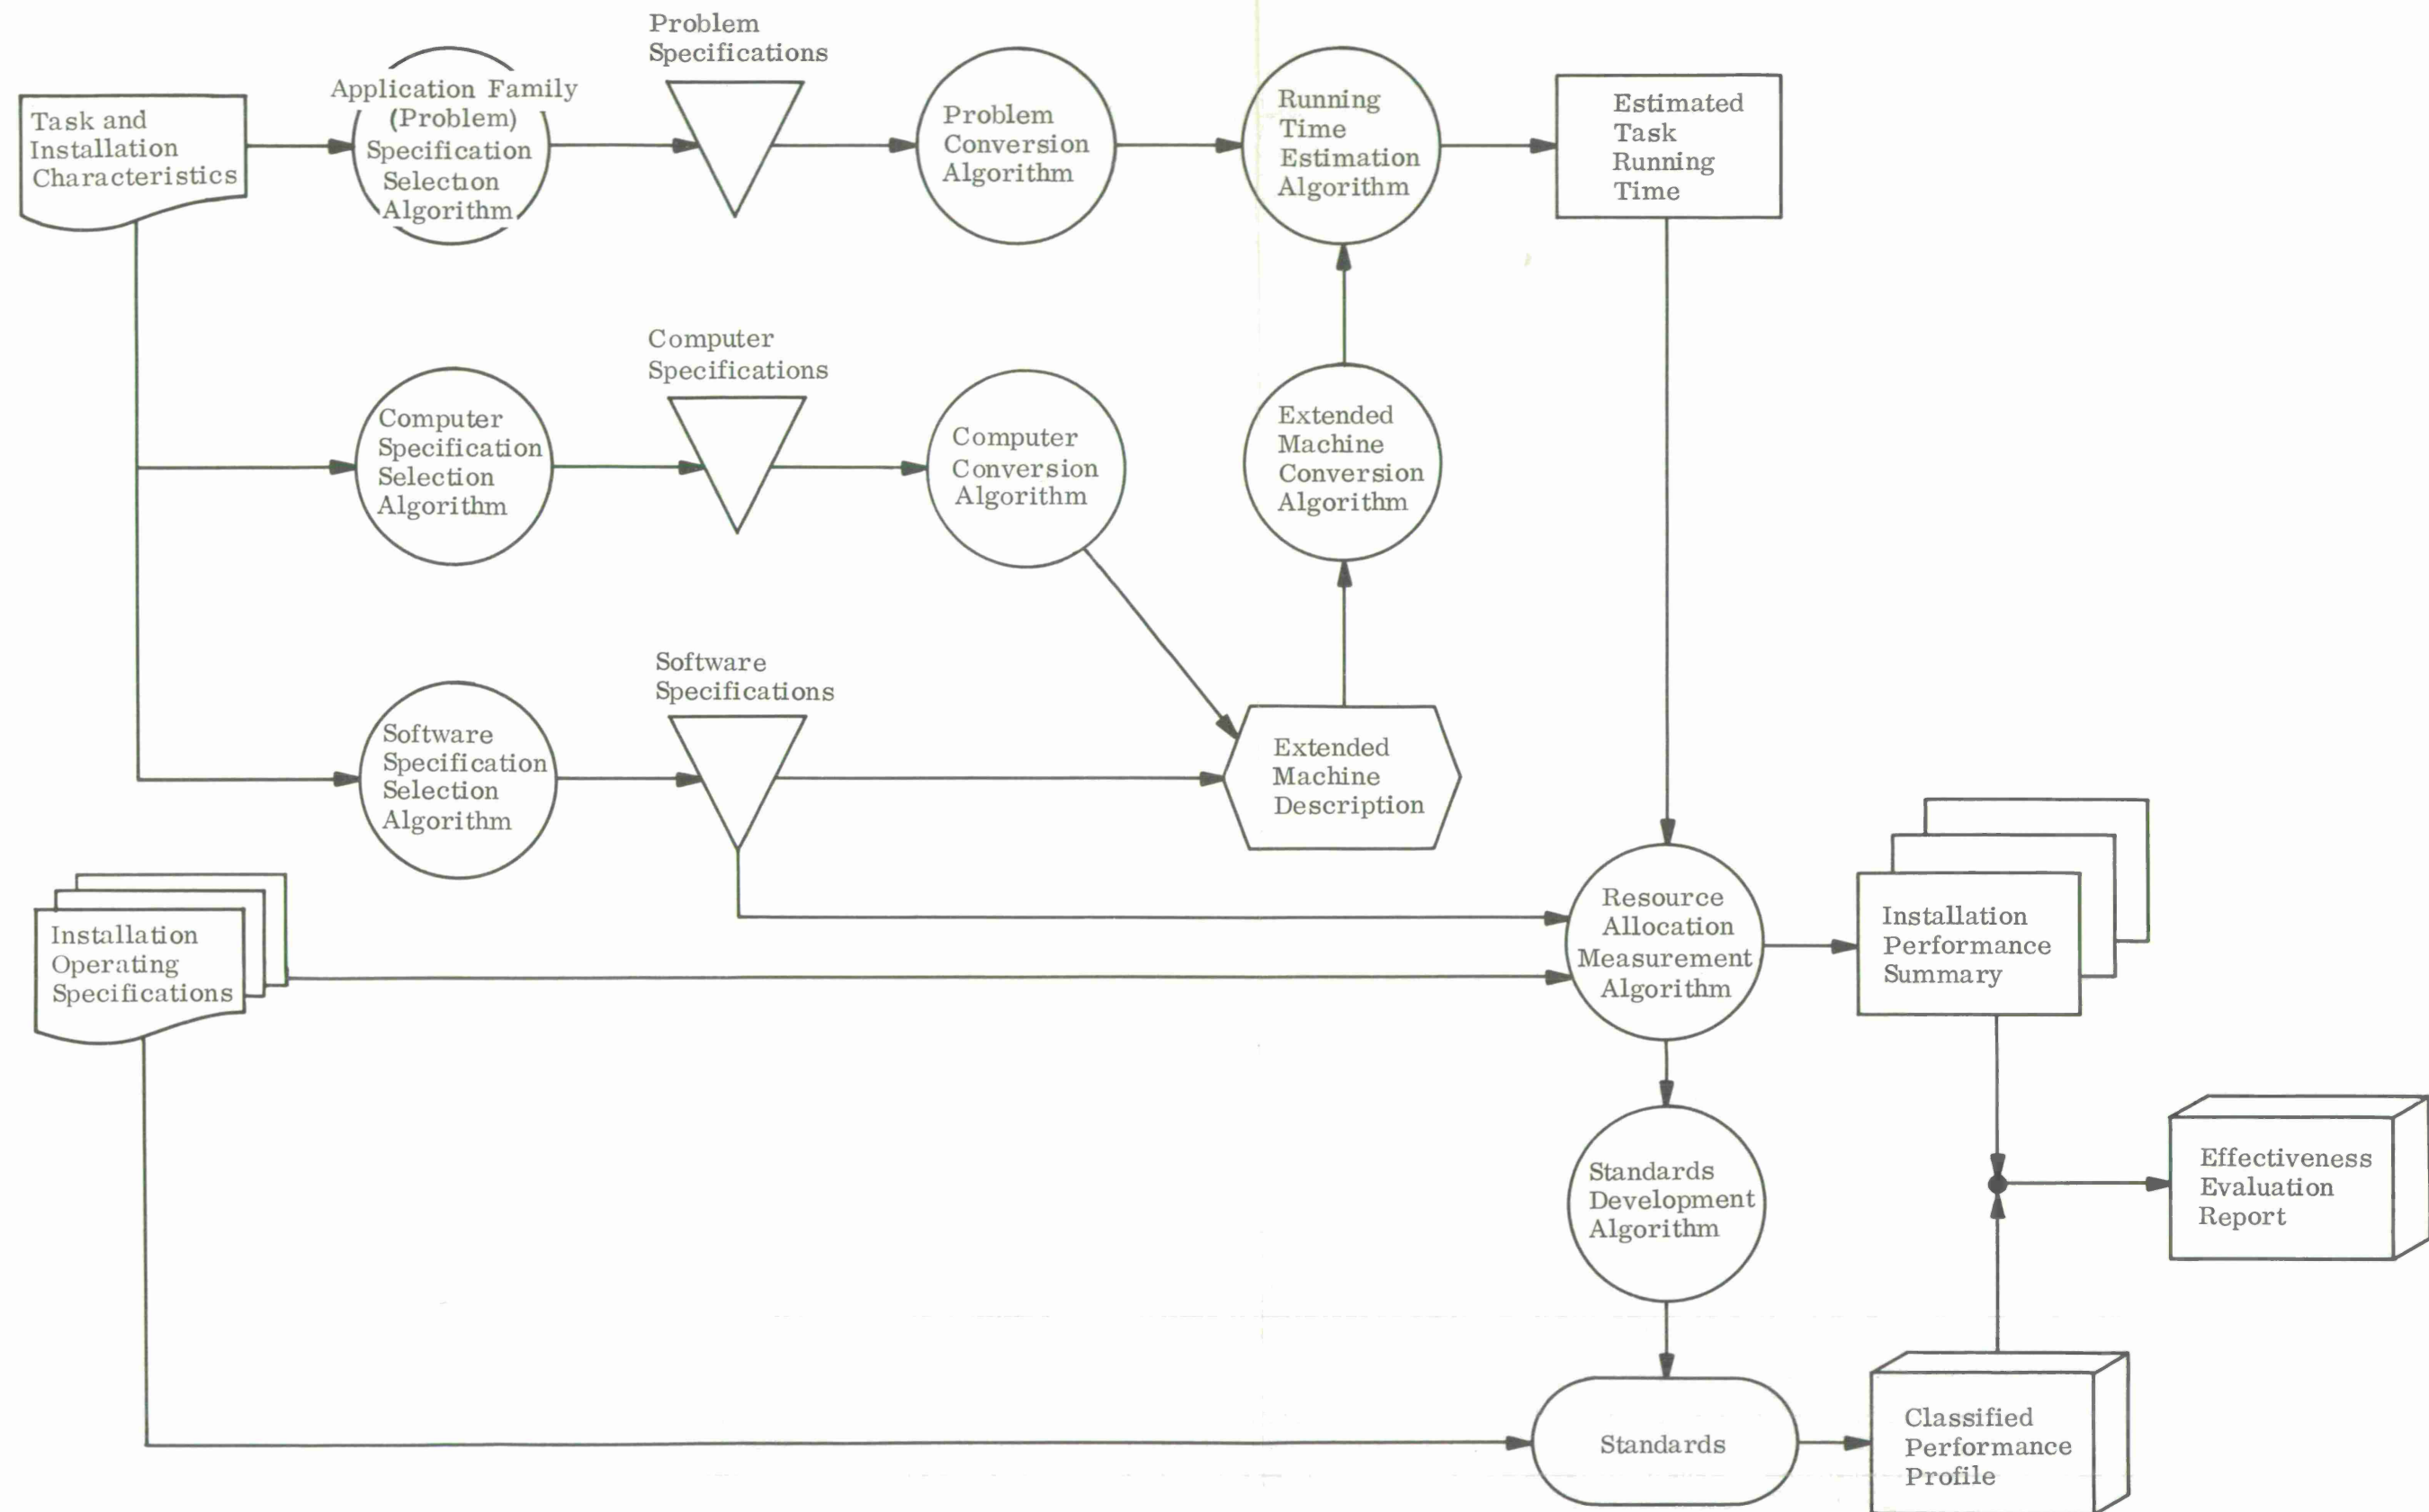 Task and
Installation
Characteristics
Application Family
(Problem)
Specification
Selection
Algorithm
Problem
Specifications
Problem
Conversion
Algorithm
Running
Time
Estimation
Algorithm
Estimated
Task
Running
Time
Computer
Specification
Selection
Algorithm
Computer
Specifications
Computer
Conversion
Algorithm
Extended
Machine
Conversion
Algorithm
Software
Specification
Selection
Algorithm
Software
Specifications
Extended
Machine
Description
Installation
Operating
Specifications
Resource
Allocation
Measurement
Algorithm
Installation
Performance
Summary
Standards
Development
Algorithm
Effectiveness
Evaluation
Report
Standards
Classified
Performance
Profile